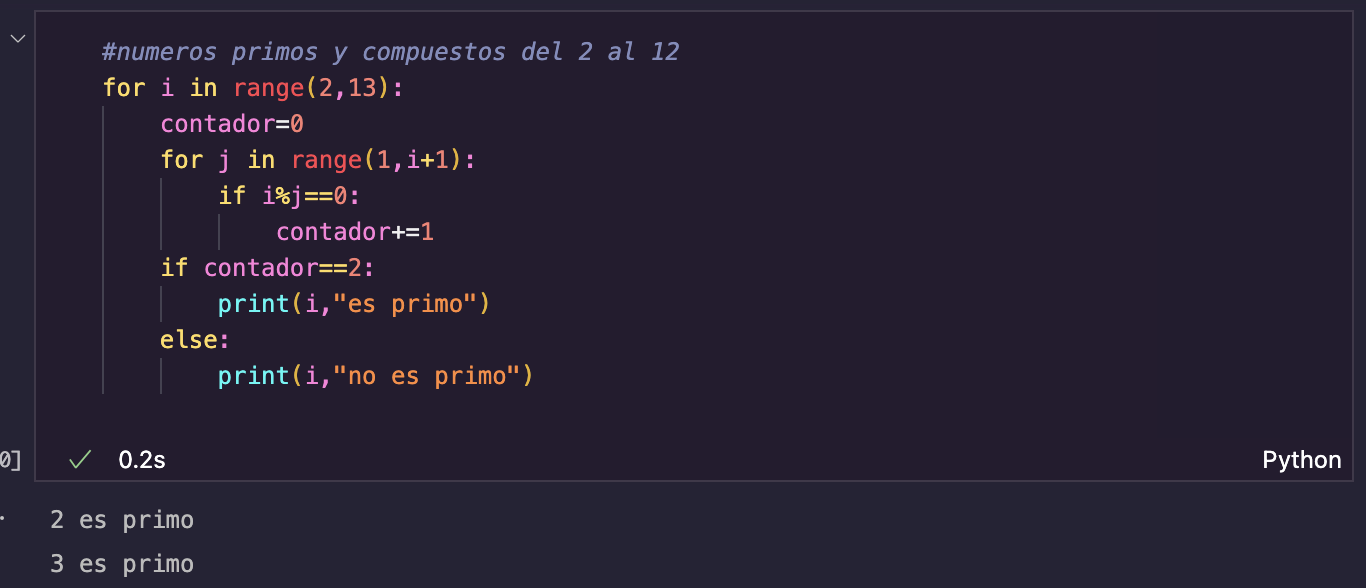 #numeros primos y compuestos del 2 al 12
for i in range(2,13):
    contador=0
    for j in range(1,i+1):
        if i%j==0:
            contador+=1
    if contador==2:
        print(i,"es primo")
    else:
        print(i,"no es primo")
0]
0.2s
Python
2 es primo
3 es primo